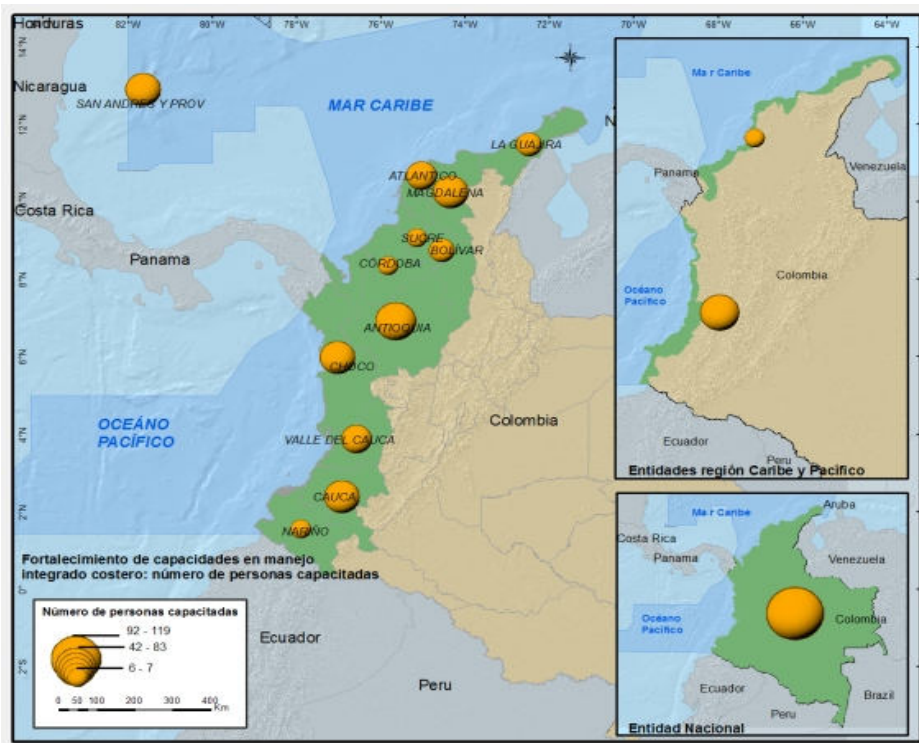 Honduras
82°W
80°W
78°W
76°W
74°W
72°W
70°W
68°W
66°W
64°W
14°N
Nicaragua
SAN ANDRES Y PROV
MAR CARIBE
12°N
LA GUAJIRA
N
ATLANTICO
MAGDALENA
Costa Rica
SUCRE
BOLÍVAR
Panama
CÓRDOBA
8°N
ANTIOQUIA
6°N
CHOCO
OCEÁNO
PACÍFICO
Colombia
VALLE DEL CAUCA
4°N
CAUCA
2°N
NARIÑO
Fortalecimiento de capacidades en manejo
integrado costero: número de personas capacitadas
0°
Ecuador
2°S
Peru
Número de personas capacitadas
92 - 119
42 - 83
6 - 7
0 50 100 200 300 400
Km
Ma r Caribe
Panama
Venezuela
Colombia
Océano
Pacífico
Ecuador
Peru
Entidades región Caribe y Pacifico
Ma r Caribe
Aruba
Costa Rica
Panama
Venezuela
Océano
Pacífico
Colombia
Ecuador
Brazil
Peru
Entidad Nacional